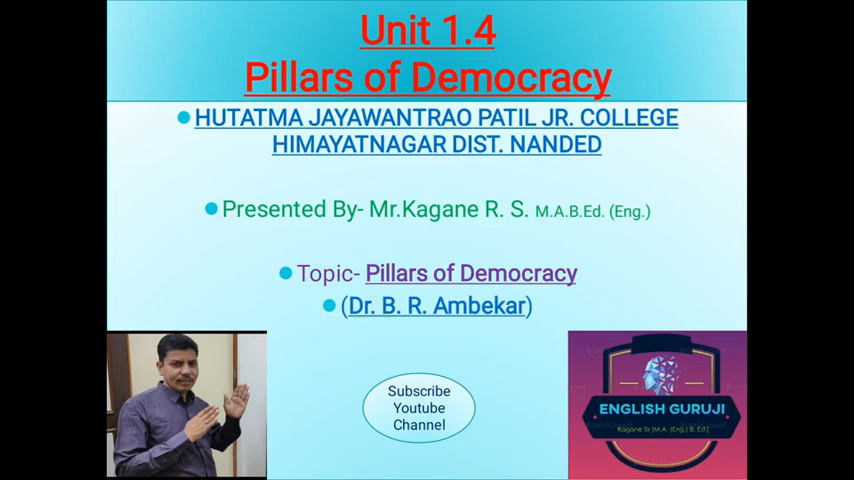 Unit 1.4
Pillars of Democracy
HUTATMA JAYAWANTRAO PATIL JR. COLLEGE
HIMAYATNAGAR DIST. NANDED
Presented By- Mr.Kagane R. S. M.A.B.Ed. (Eng.)
Topic- Pillars of Democracy
(Dr. B. R. Ambekar)
Subscribe
Youtube
Channel
ENGLISH GURUJI
Kagane Sir [M.A. (Eng.) B. Ed.]